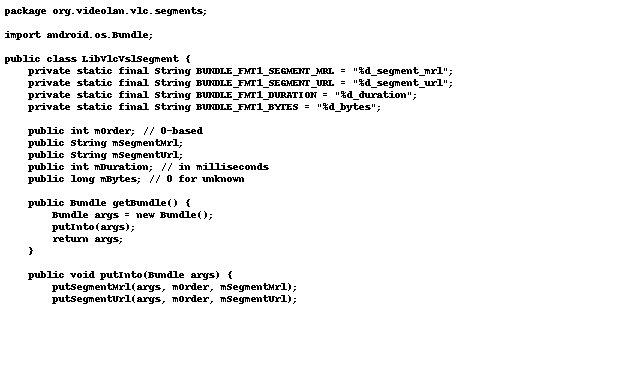 package org.videolan.vlc.segments;
import android.os.Bundle;
public class LibVlcVslSegment {
private static final String BUNDLE_FMT1_SEGMENT_MRL = "%d_segment_mrl";
private static final String BUNDLE_FMT1_SEGMENT_URL = "%d_segment_url";
private static final String BUNDLE_FMT1_DURATION = "%d_duration";
private static final String BUNDLE_FMT1_BYTES = "%d_bytes";
public int mOrder; // 0-based
public String mSegmentMrl;
public String mSegmentUrl;
public int mDuration; // in milliseconds
public long mBytes; // 0 for unknown
public Bundle getBundle() {
Bundle args = new Bundle();
putInto(args);
return args;
}
public void putInto(Bundle args) {
putSegmentMrl(args, mOrder, mSegmentMrl);
putSegmentUrl(args, mOrder, mSegmentUrl);